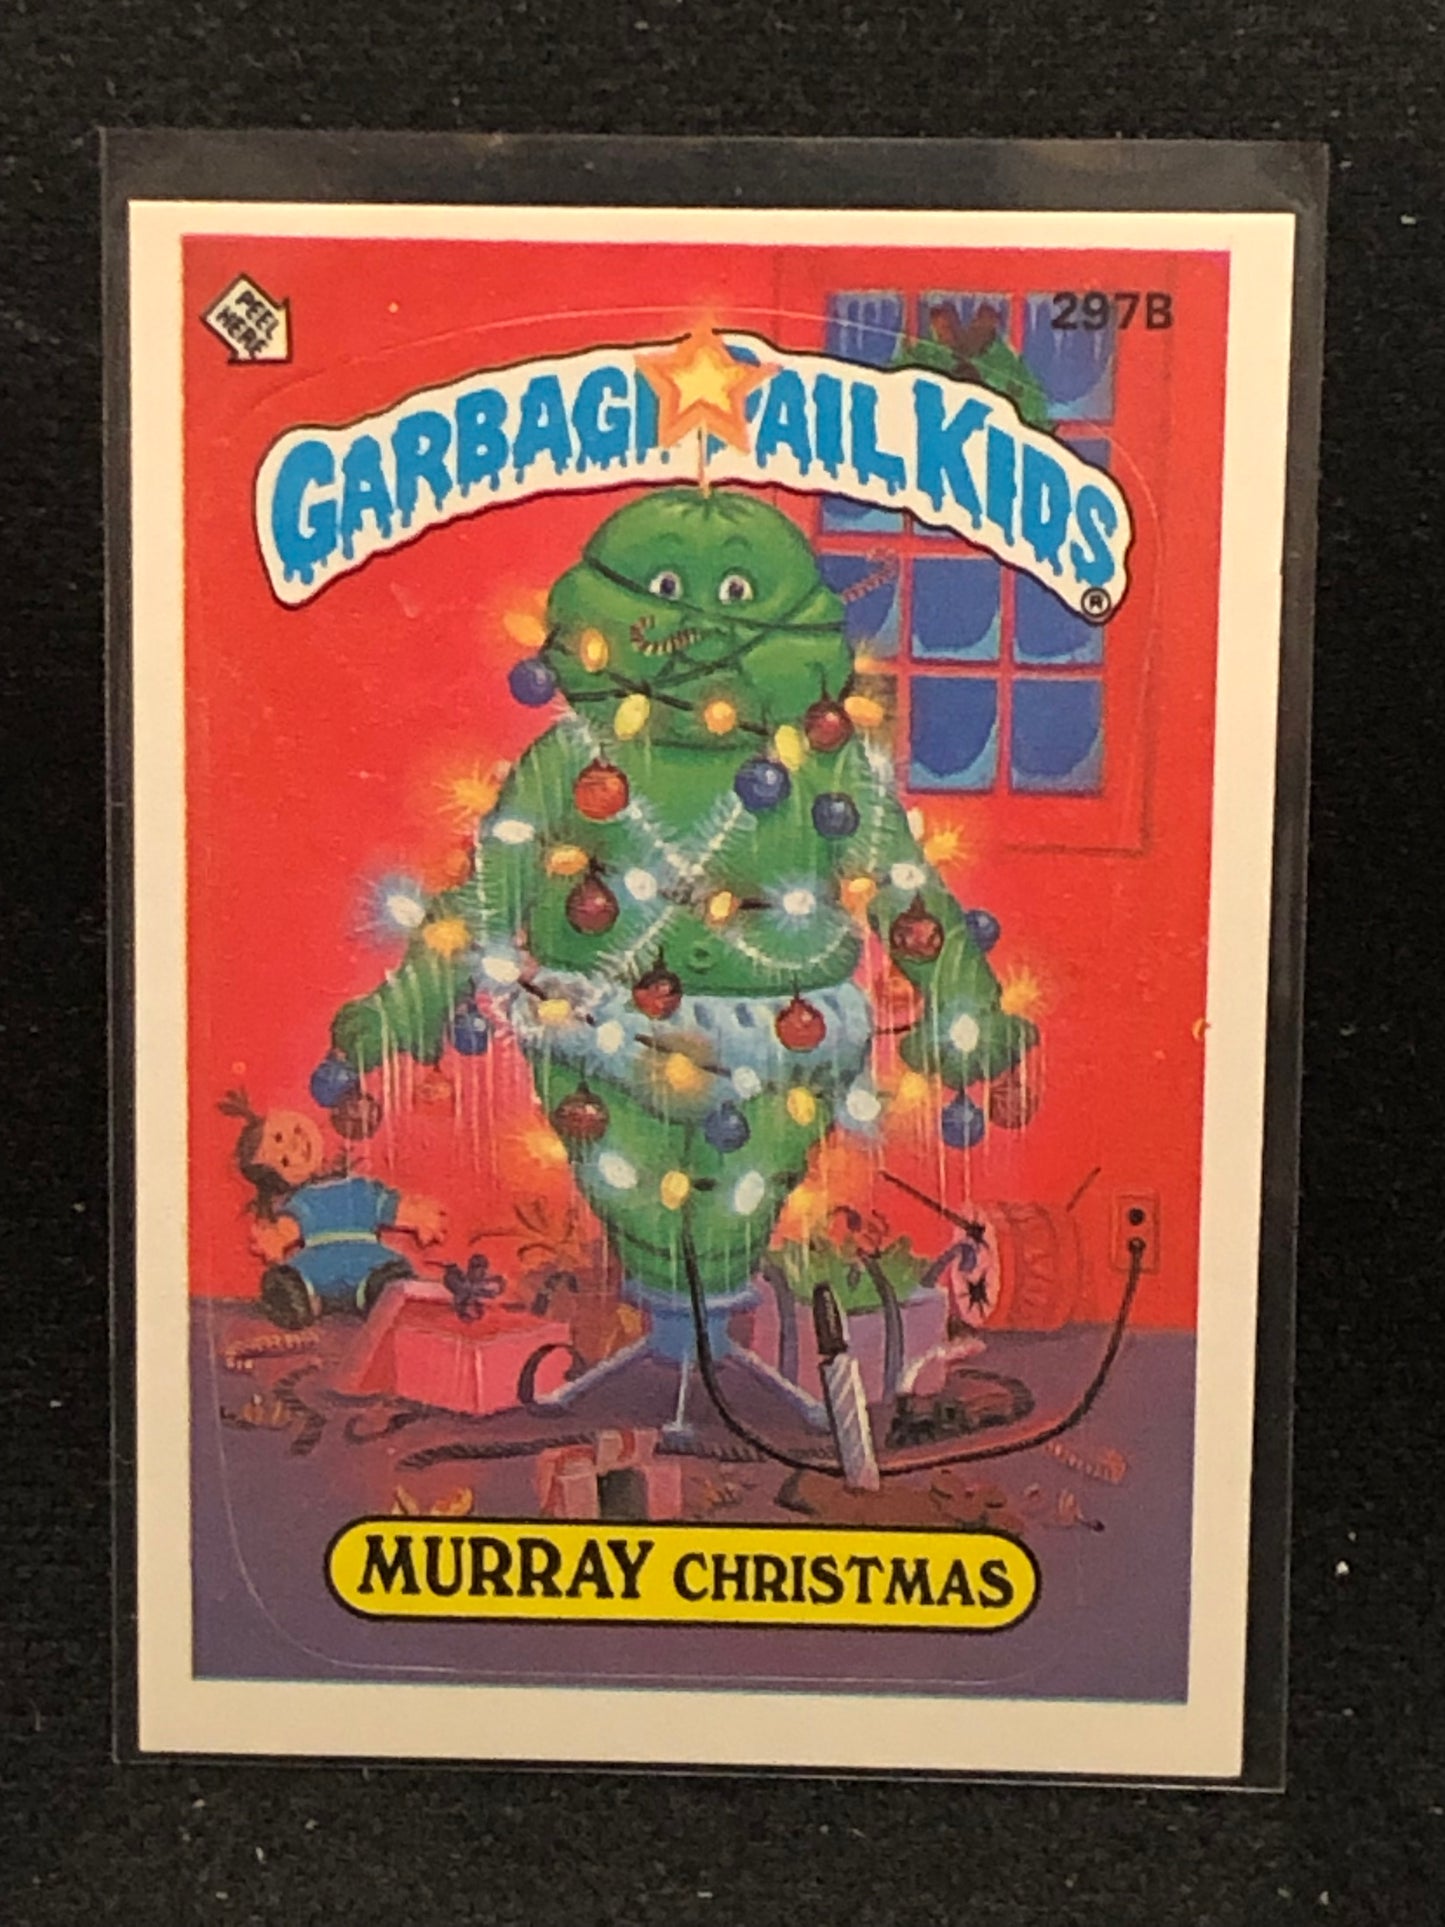 PEEL
HERE
297B
GARBAGE PAIL KIDS
®
MURRAY CHRISTMAS